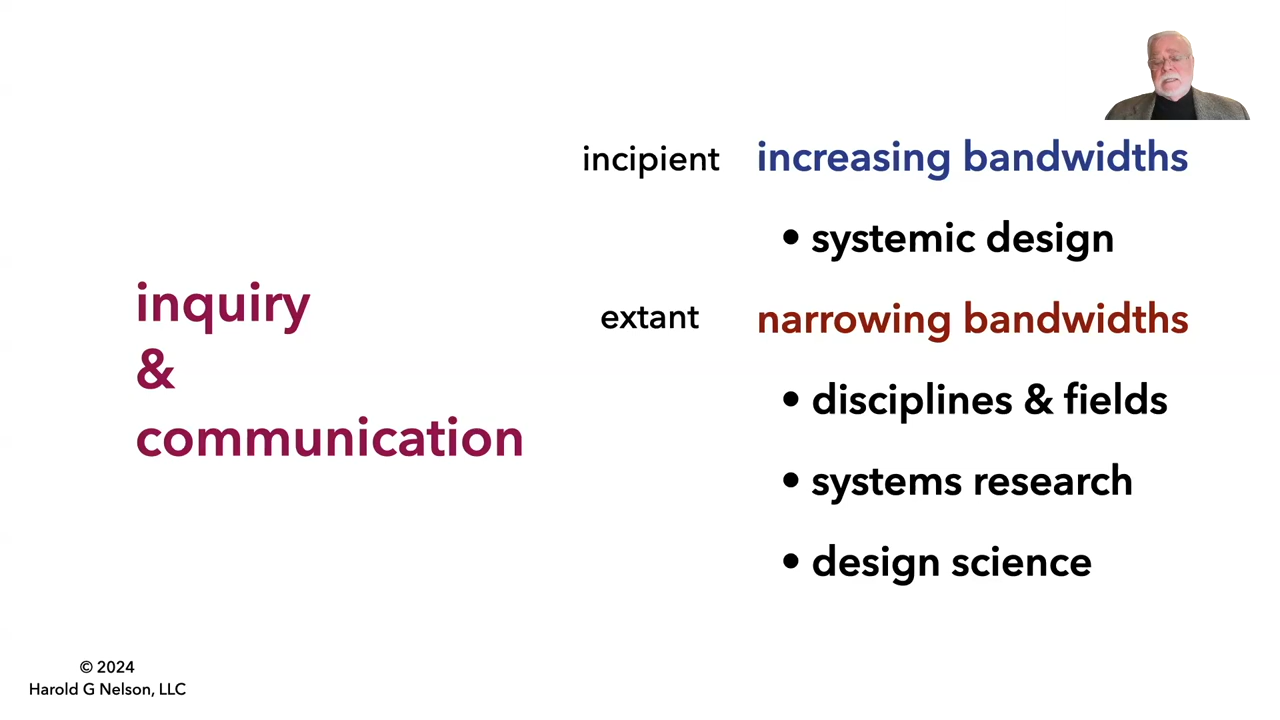 incipient increasing bandwidths
• systemic design
inquiry
&
communication
extant narrowing bandwidths
• disciplines & fields
• systems research
• design science
© 2024
Harold G Nelson, LLC